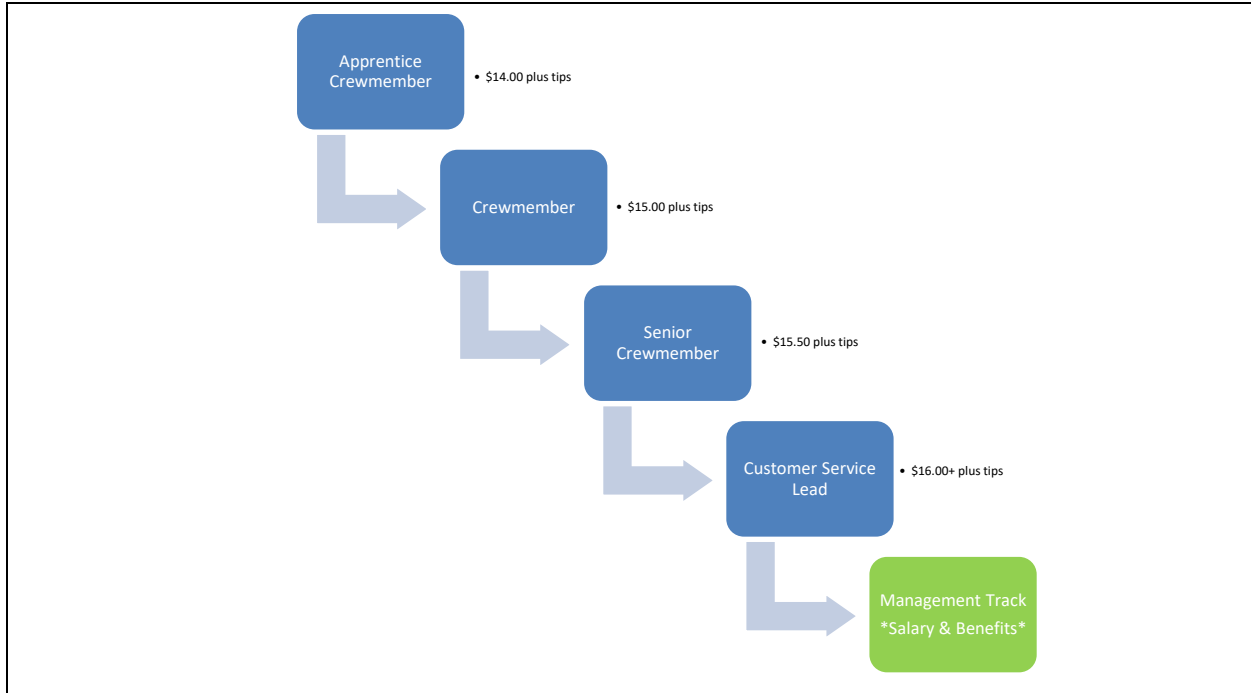 Apprentice
Crewmember
• $14.00 plus tips
Crewmember
• $15.00 plus tips
Senior
Crewmember
• $15.50 plus tips
Customer Service
Lead
• $16.00+ plus tips
Management Track
*Salary & Benefits*